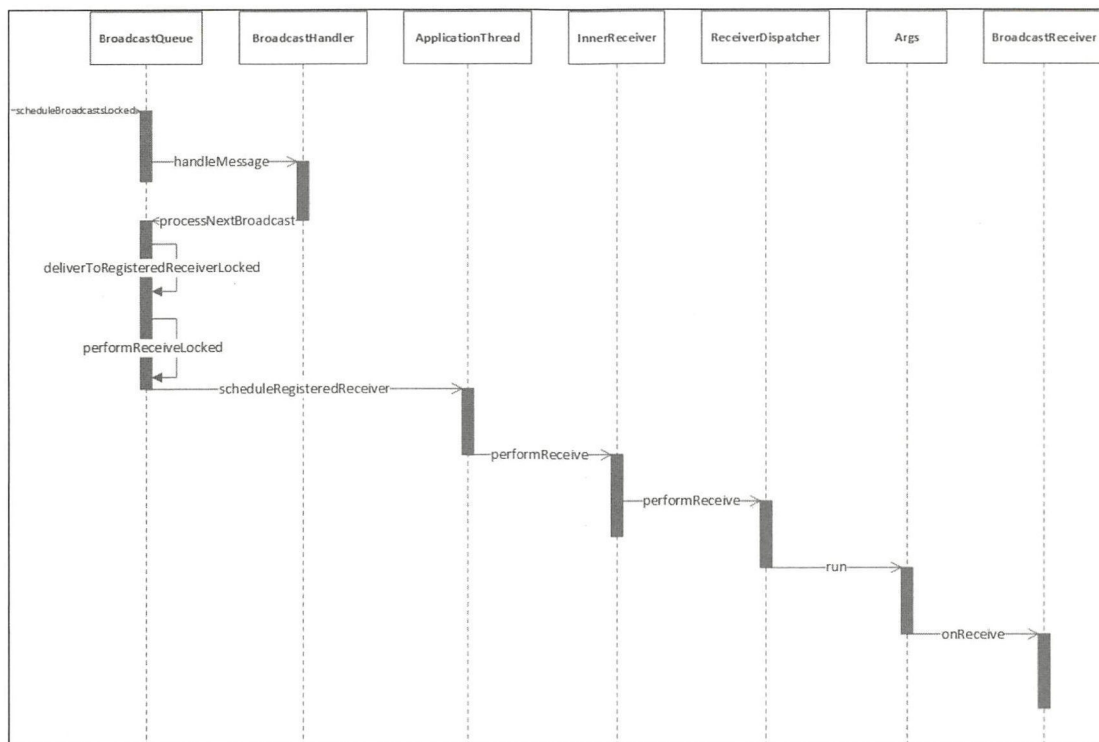 BroadcastQueue
BroadcastHandler
ApplicationThread
InnerReceiver
ReceiverDispatcher
Args
BroadcastReceiver
scheduleBroadcastsLocked
handleMessage
processNextBroadcast
deliverToRegisteredReceiverLocked
performReceiveLocked
scheduleRegisteredReceiver
performReceive
performReceive
run
onReceive